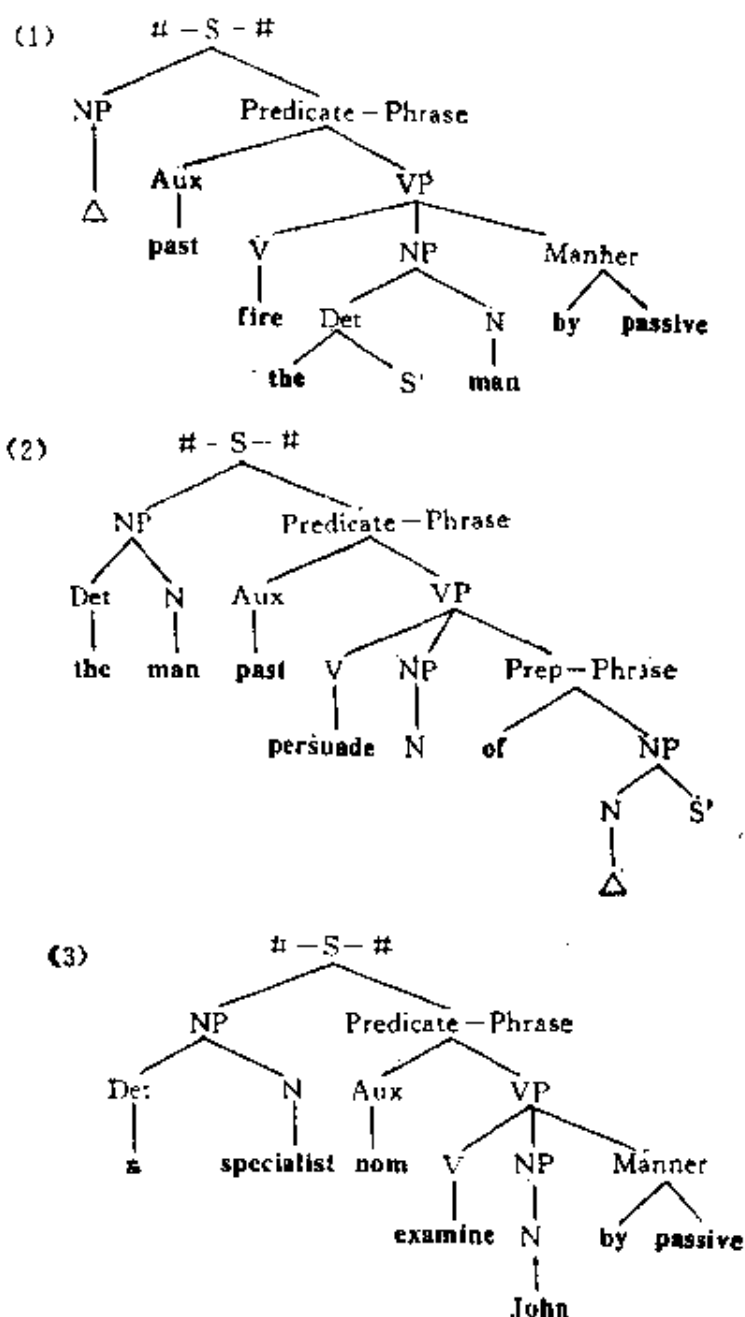 (1) # – S – #
NP Predicate – Phrase
Aux VP
△
past V NP Manher
fire Det N by passive
the S' man
(2) # – S – #
NP Predicate – Phrase
Det N Aux VP
the man past V NP Prep – Phrase
persuade N of NP
N S'
△
(3) # – S – #
NP Predicate – Phrase
Det N Aux VP
a specialist nom V NP Manner
examine N by passive
John